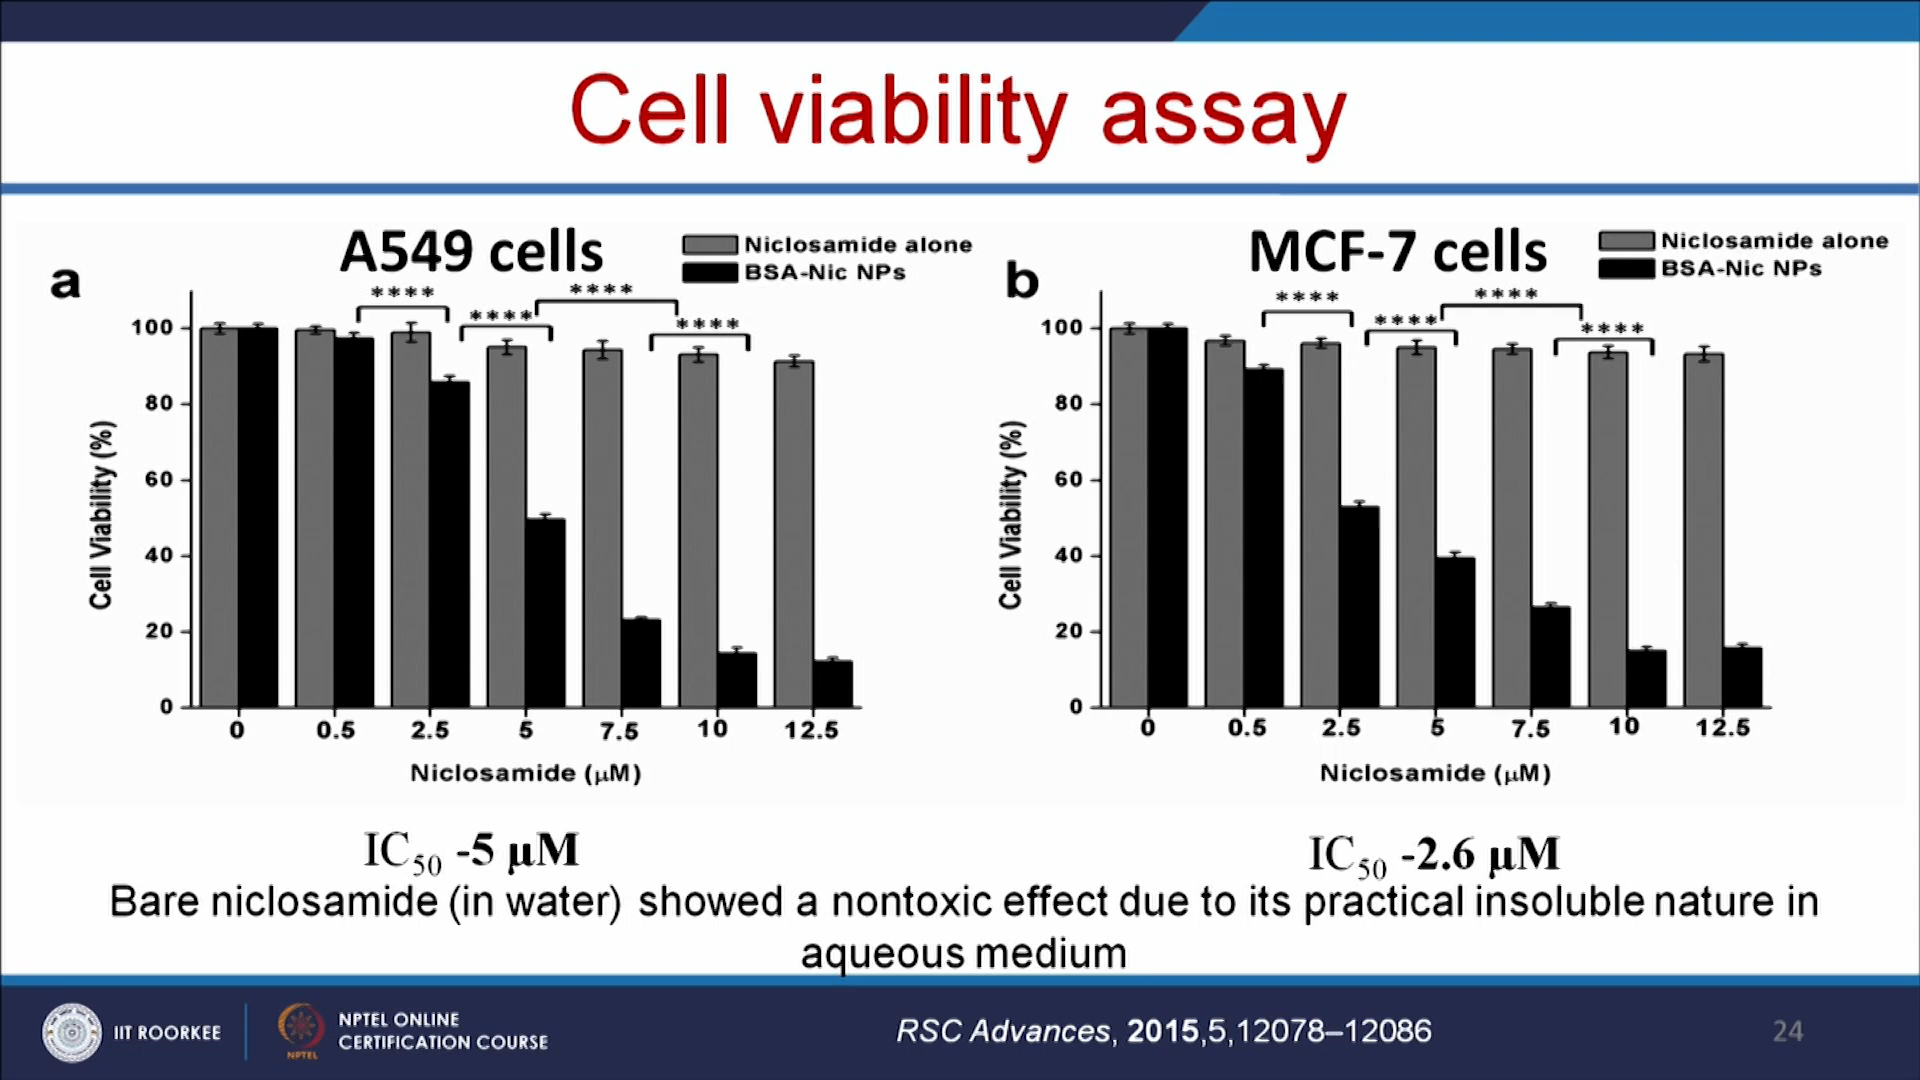 Cell viability assay
a
A549 cells
Niclosamide alone
BSA-Nic NPs
**** **** **** ****
100
80
60
40
20
0
Cell Viability (%)
0 0.5 2.5 5 7.5 10 12.5
Niclosamide (μM)
IC50 -5 μM
b
MCF-7 cells
Niclosamide alone
BSA-Nic NPs
**** **** **** ****
100
80
60
40
20
0
Cell Viability (%)
0 0.5 2.5 5 7.5 10 12.5
Niclosamide (μM)
IC50 -2.6 μM
Bare niclosamide (in water) showed a nontoxic effect due to its practical insoluble nature in
aqueous medium
IIT ROORKEE
NPTEL
NPTEL ONLINE
CERTIFICATION COURSE
RSC Advances, 2015,5,12078–12086
24